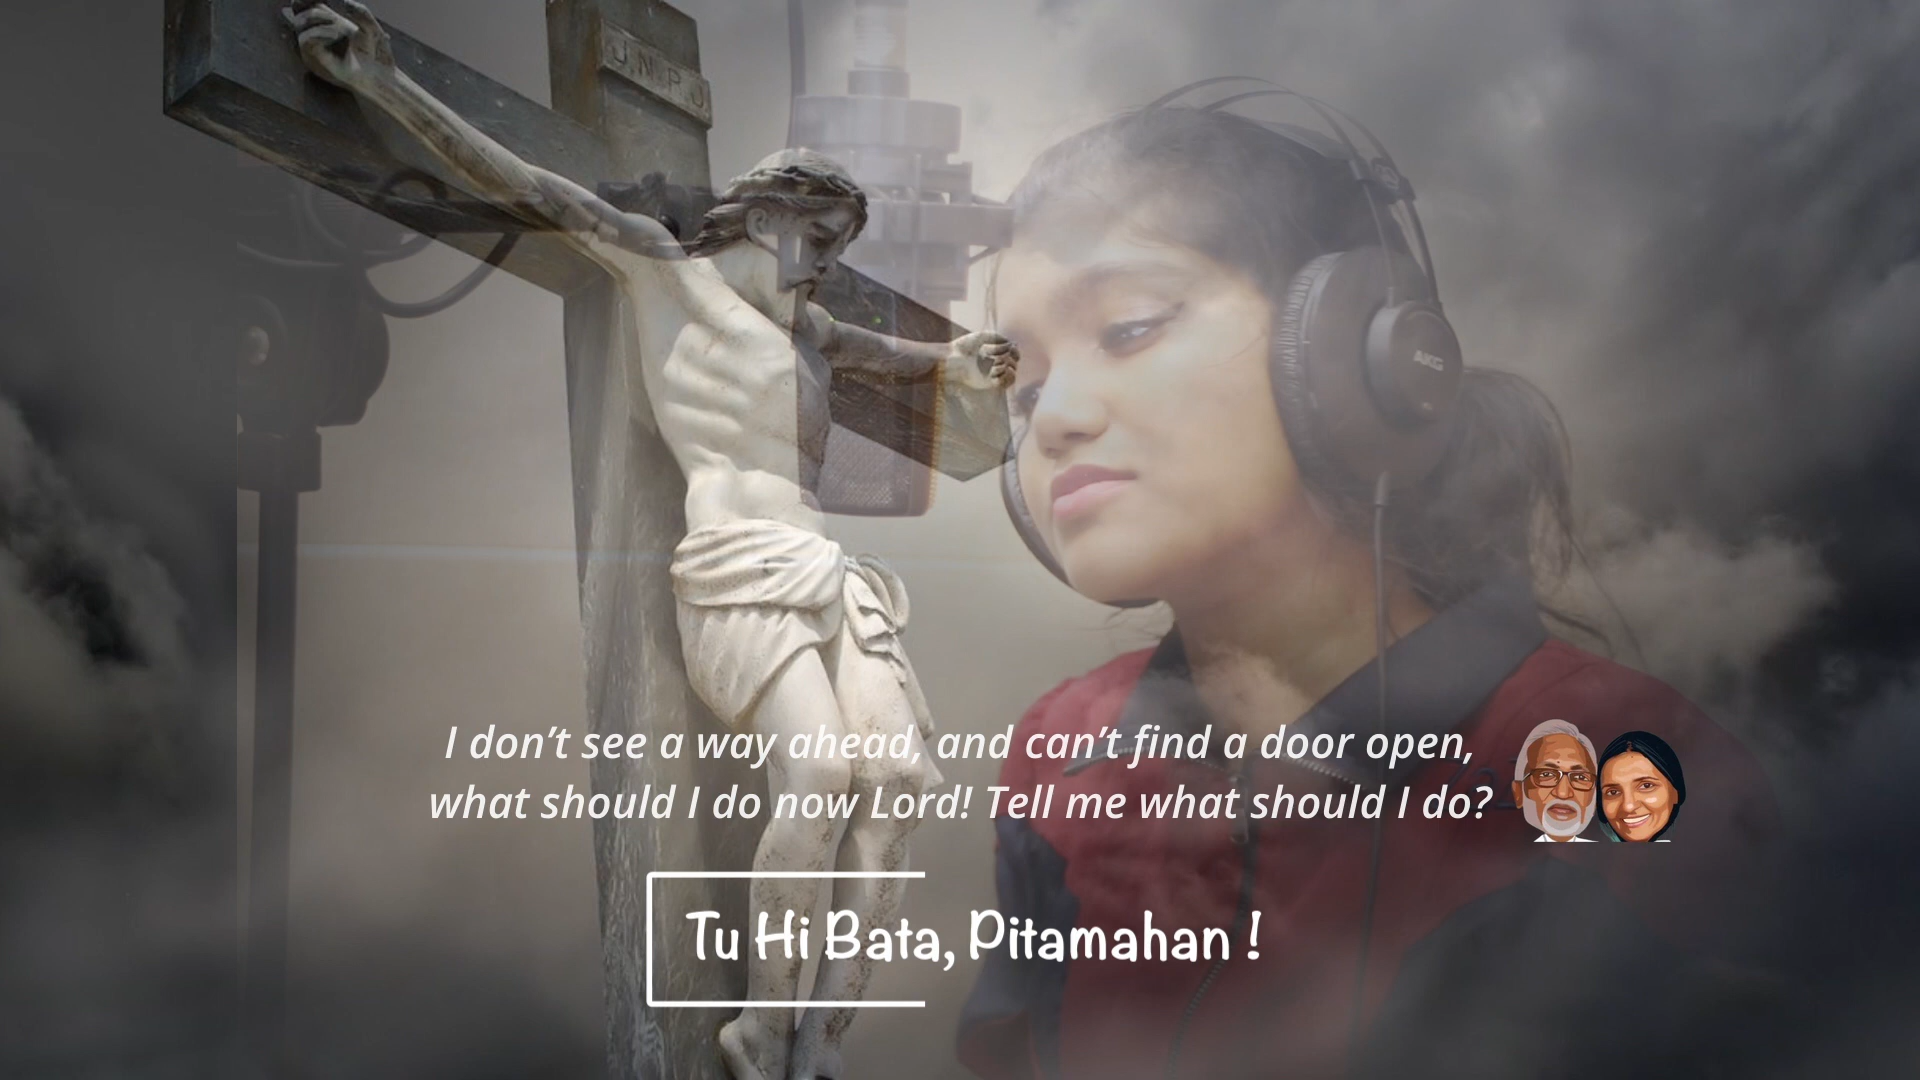 J.N.P.J
AKG
I don’t see a way ahead, and can’t find a door open,
what should I do now Lord! Tell me what should I do?
Tu Hi Bata, Pitamahan !